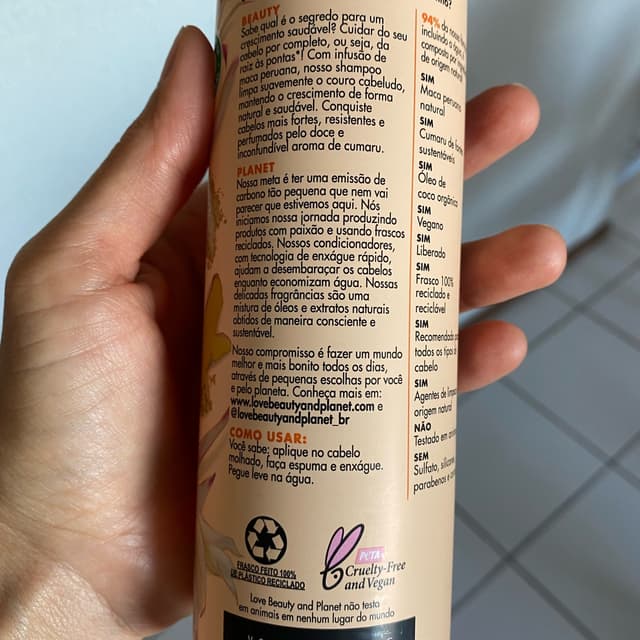 BEAUTY
Sabe qual é o segredo para um
crescimento saudável? Cuidar do seu
cabelo por completo, ou seja, da
raiz às pontas*! Com infusão de
maca peruana, nosso shampoo
limpa suavemente o couro cabeludo,
mantendo o crescimento de forma
natural e saudável. Conquiste
cabelos mais fortes, resistentes e
perfumados pelo doce e
inconfundível aroma de cumaru.
PLANET
Nossa meta é ter uma emissão de
carbono tão pequena que nem vai
parecer que estivemos aqui. Nós
iniciamos nossa jornada produzindo
produtos com paixão e usando frascos
reciclados. Nossos condicionadores,
com tecnologia de enxágue rápido,
ajudam a desembaraçar os cabelos
enquanto economizam água. Nossas
delicadas fragrâncias são uma
mistura de óleos e extratos naturais
obtidos de maneira consciente e
sustentável.
Nosso compromisso é fazer um mundo
melhor e mais bonito todos os dias,
através de pequenas escolhas por você
e pelo planeta. Conheça mais em:
www.lovebeautyandplanet.com e
@lovebeautyandplanet_br
COMO USAR:
Você sabe: aplique no cabelo
molhado, faça espuma e enxágue.
Pegue leve na água.
FRASCO FEITO 100%
DE PLÁSTICO RECICLADO
PETA
Cruelty-Free
and Vegan
Love Beauty and Planet não testa
em animais em nenhum lugar do mundo
94% do nosso
incluindo a água,
composto por
de origem natural
SIM
Maca peruana
natural
SIM
Cumaru de
sustentáveis
SIM
Óleo de
coco orgânico
SIM
Vegano
SIM
Liberado
SIM
Frasco 100%
reciclado e
reciclável
SIM
Recomendado para
todos os tipos de
cabelo
SIM
Agentes de limpeza
origem natural
NÃO
Testado em
SEM
Sulfato,
parabenos e